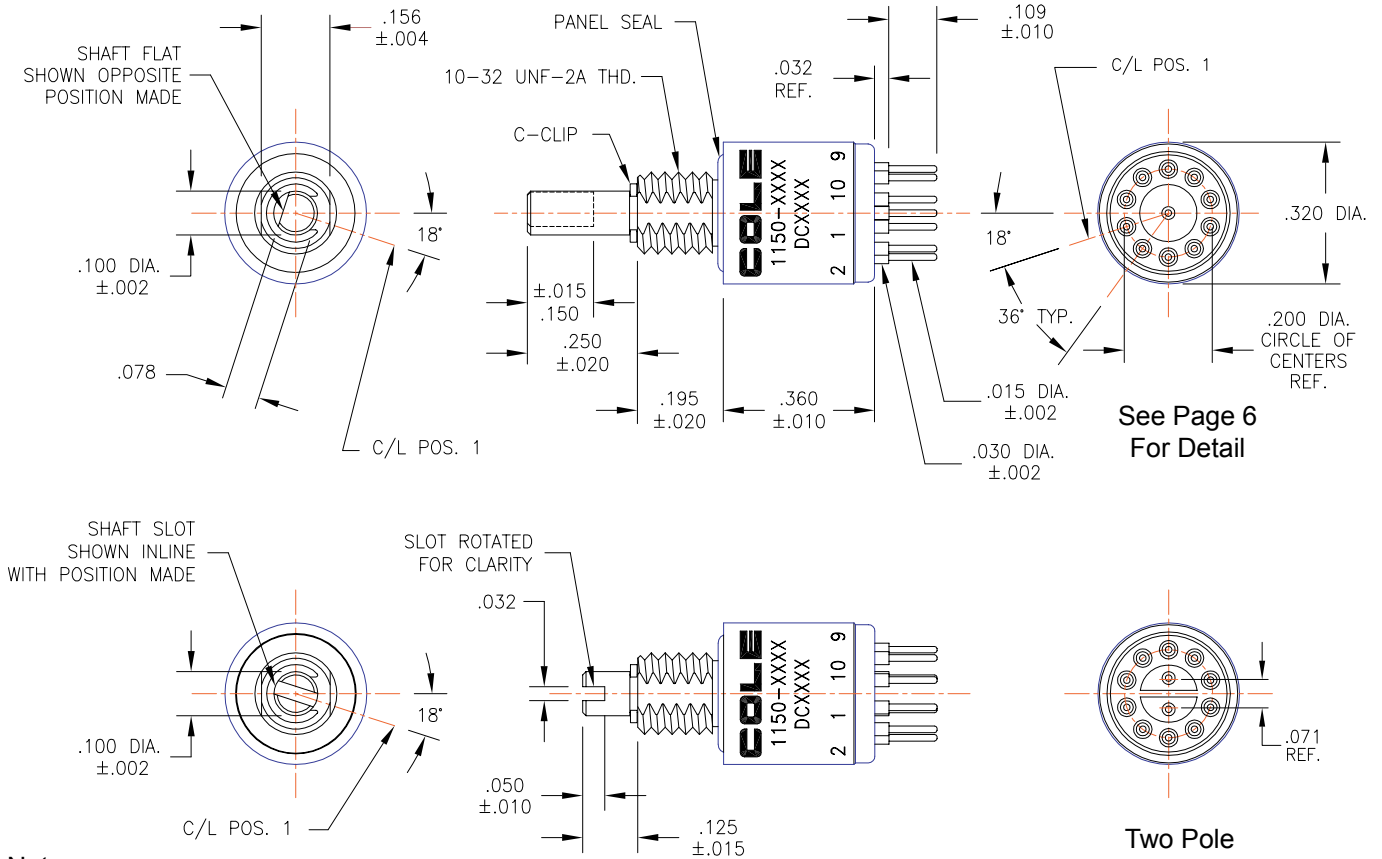 .156
±.004
SHAFT FLAT
SHOWN OPPOSITE
POSITION MADE
18°
.100 DIA.
±.002
.078
C/L POS. 1
PANEL SEAL
10-32 UNF-2A THD.
C-CLIP
.032
REF.
.109
±.010
COLE
1150-XXXX
DCXXXX
2 1 10 9
±.015
.150
.250
±.020
.195
±.020
.360
±.010
C/L POS. 1
18°
36° TYP.
.320 DIA.
.200 DIA.
CIRCLE OF
CENTERS
REF.
.015 DIA.
±.002
.030 DIA.
±.002
See Page 6
For Detail
SHAFT SLOT
SHOWN INLINE
WITH POSITION MADE
18°
.100 DIA.
±.002
C/L POS. 1
SLOT ROTATED
FOR CLARITY
.032
COLE
1150-XXXX
DCXXXX
2 1 10 9
.050
±.010
.125
±.015
.071
REF.
Two Pole